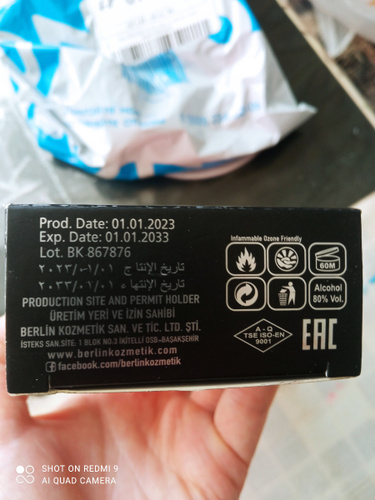 Prod. Date: 01.01.2023
Exp. Date: 01.01.2033
Lot. BK 867876
تاريخ الإنتاج ٢٠٢٣/٠١/٠١
تاريخ الإنتهاء ٢٠٣٣/٠١/٠١
PRODUCTION SITE AND PERMIT HOLDER
ÜRETİM YERİ VE İZİN SAHİBİ
BERLİN KOZMETİK SAN. VE TİC. LTD. ŞTİ.
İSTEKS SAN.SİTE: 1 BLOK NO.3 İKİTELLİ OSB-BAŞAKŞEHİR
www.berlinkozmetik.com
facebook.com/berlinkozmetik
Infammable Ozone Friendly
60M
Alcohol
80% Vol.
A - Q
TSE ISO-EN
9001
EAC
SHOT ON REDMI 9
AI QUAD CAMERA